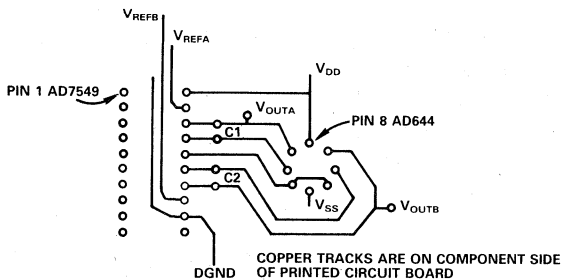 VREFB
VREFA
VDD
PIN 1 AD7549
VOUTA
PIN 8 AD644
C1
C2
VSS
VOUTB
DGND
COPPER TRACKS ARE ON COMPONENT SIDE
OF PRINTED CIRCUIT BOARD